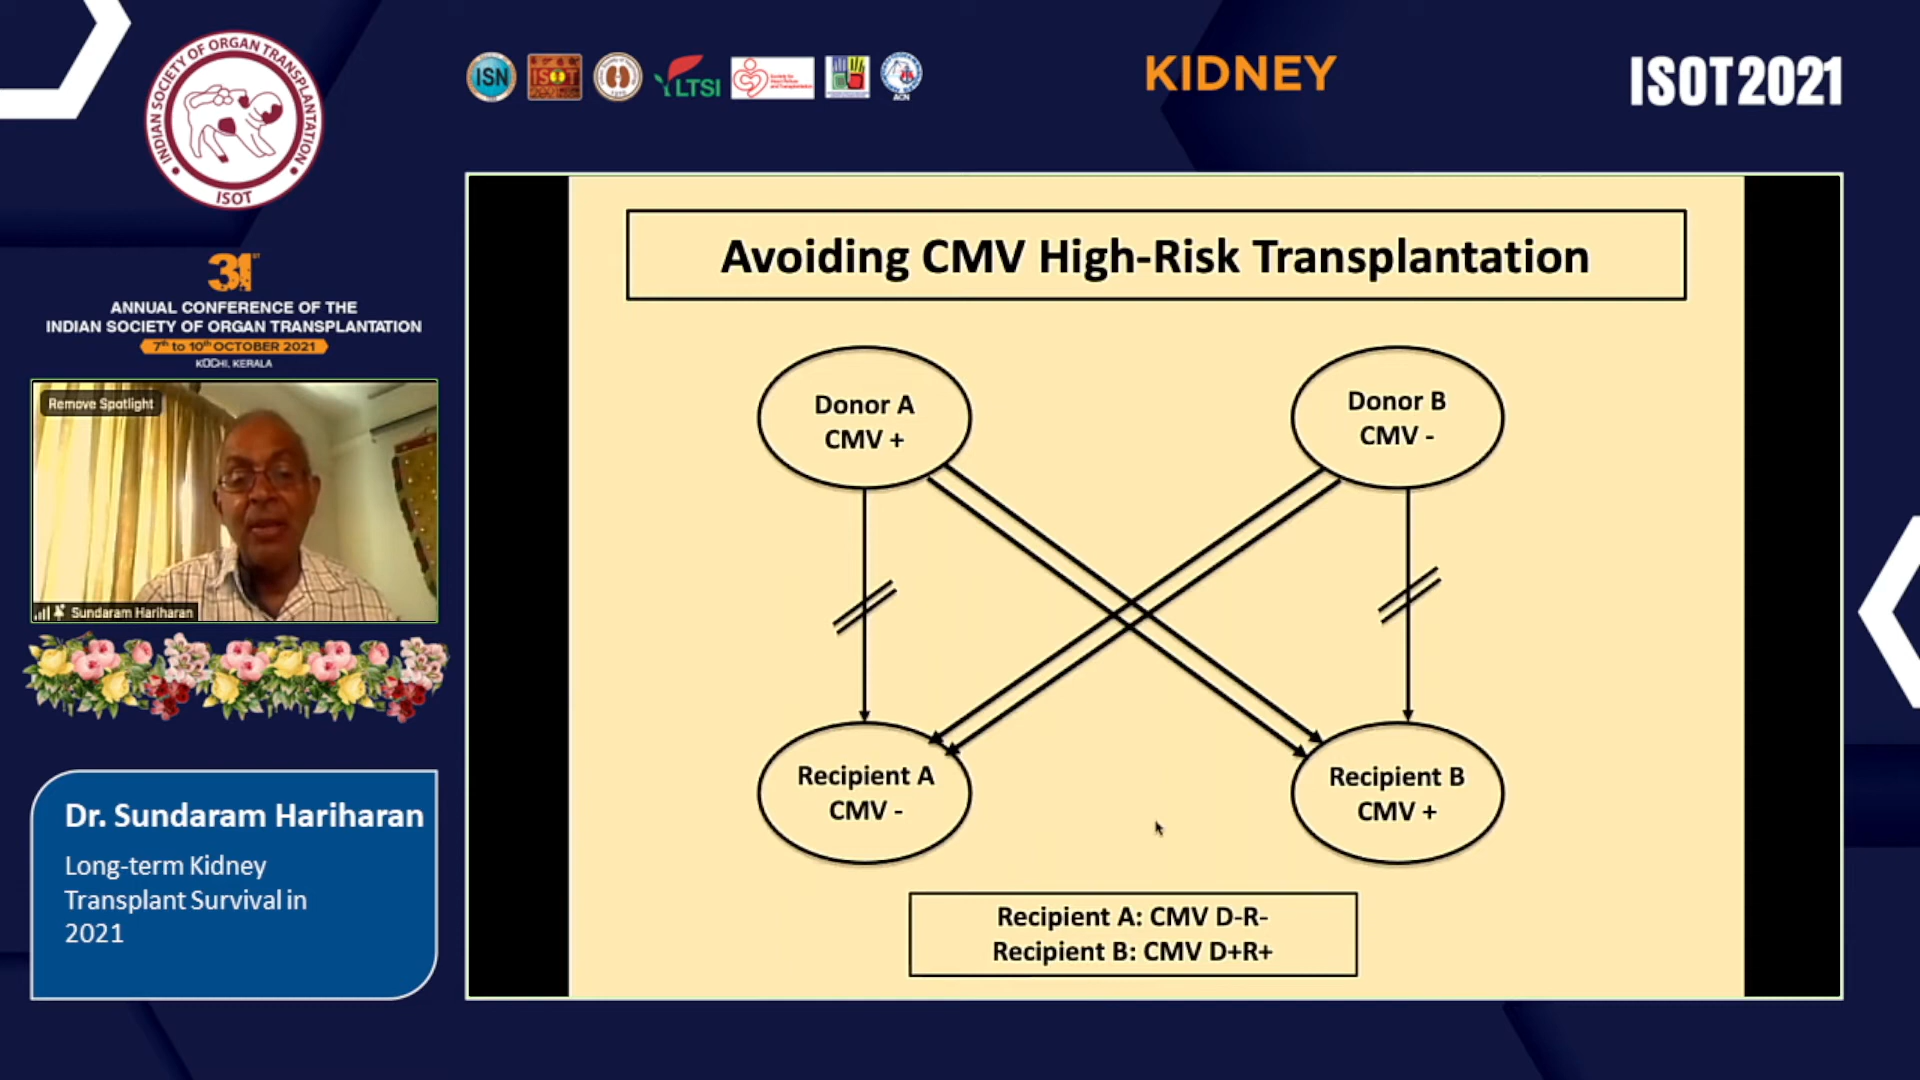 INDIAN SOCIETY OF ORGAN TRANSPLANTATION
ISOT
ISN
ISOT
LTSI
ACN
KIDNEY
ISOT2021
31ST
ANNUAL CONFERENCE OF THE
INDIAN SOCIETY OF ORGAN TRANSPLANTATION
7th to 10th OCTOBER 2021
KOCHI, KERALA
Remove Spotlight
Sundaram Hariharan
Dr. Sundaram Hariharan
Long-term Kidney
Transplant Survival in
2021
Avoiding CMV High-Risk Transplantation
Donor A
CMV +
Donor B
CMV -
Recipient A
CMV -
Recipient B
CMV +
Recipient A: CMV D-R-
Recipient B: CMV D+R+